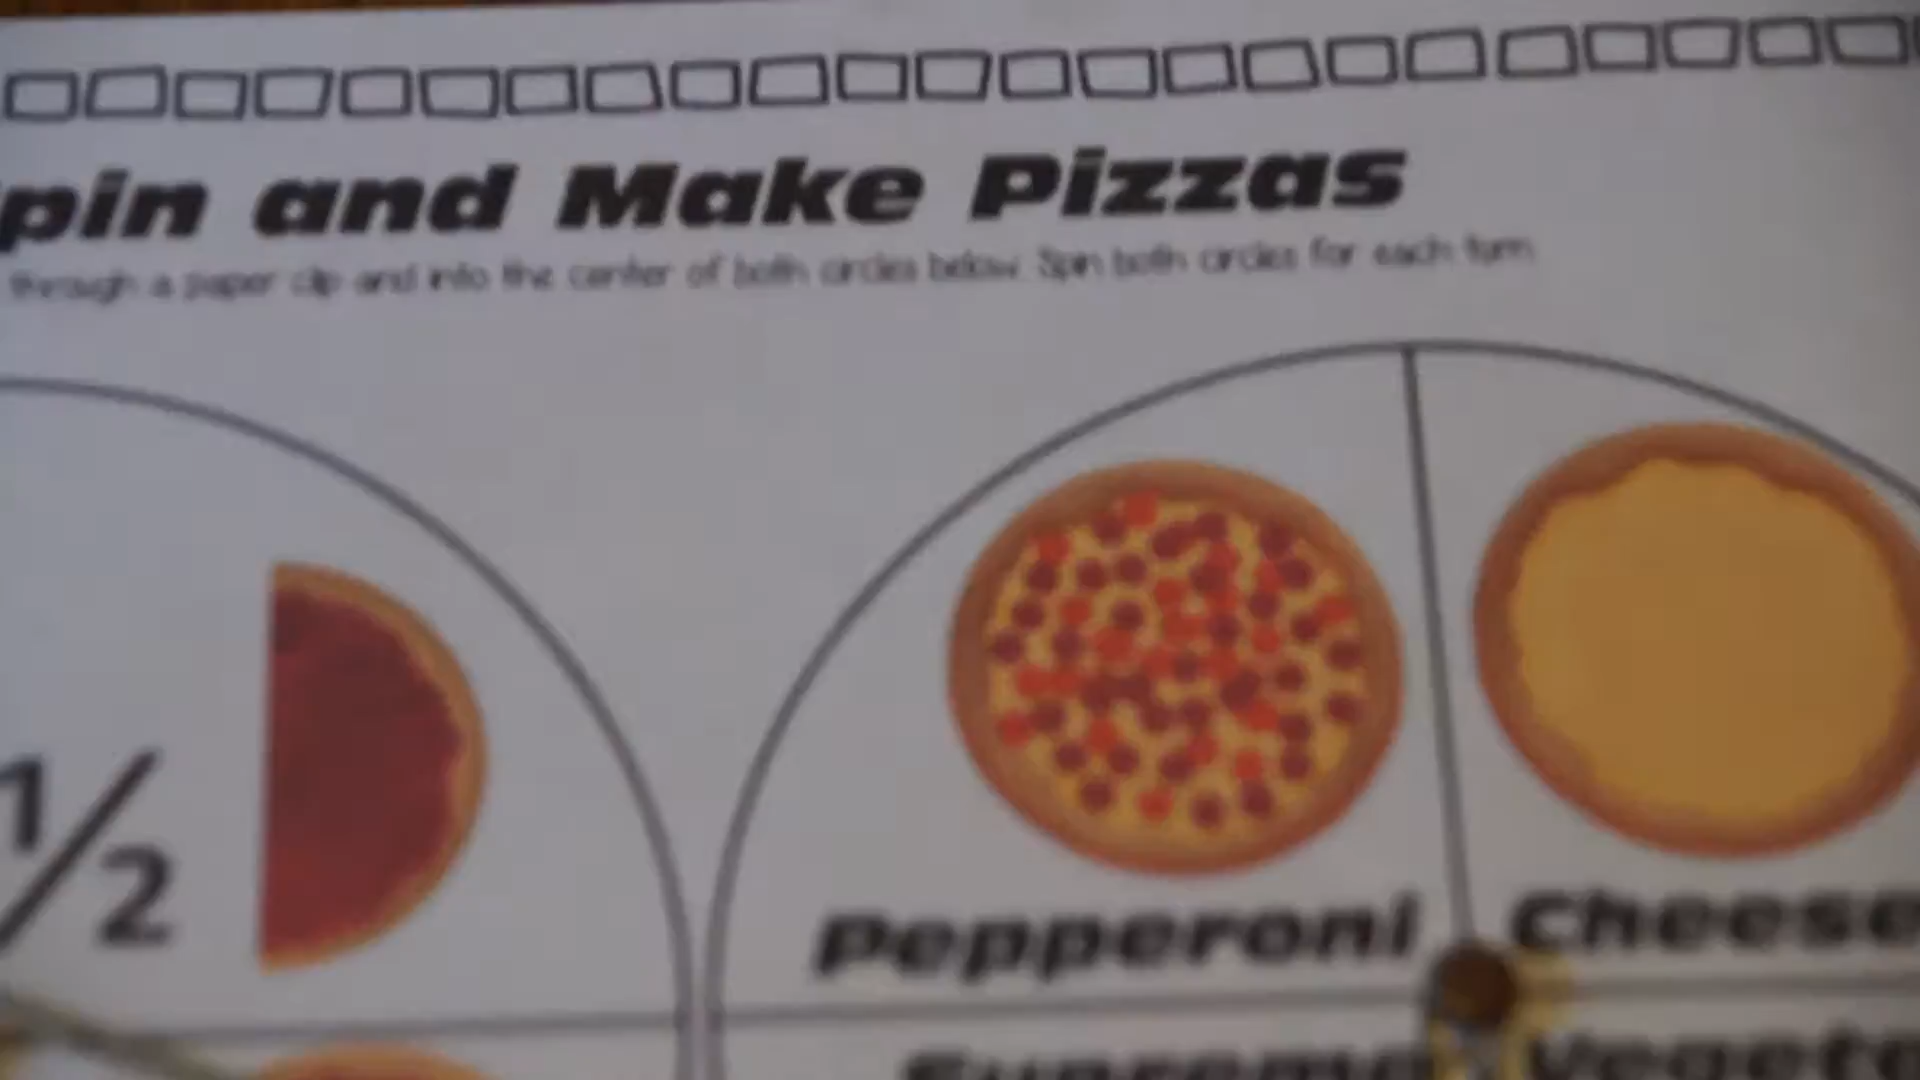 pin and Make Pizzas
through a paper clip and into the center of both circles below. Spin both circles for each turn.
1/2
Pepperoni
Cheese
Supreme